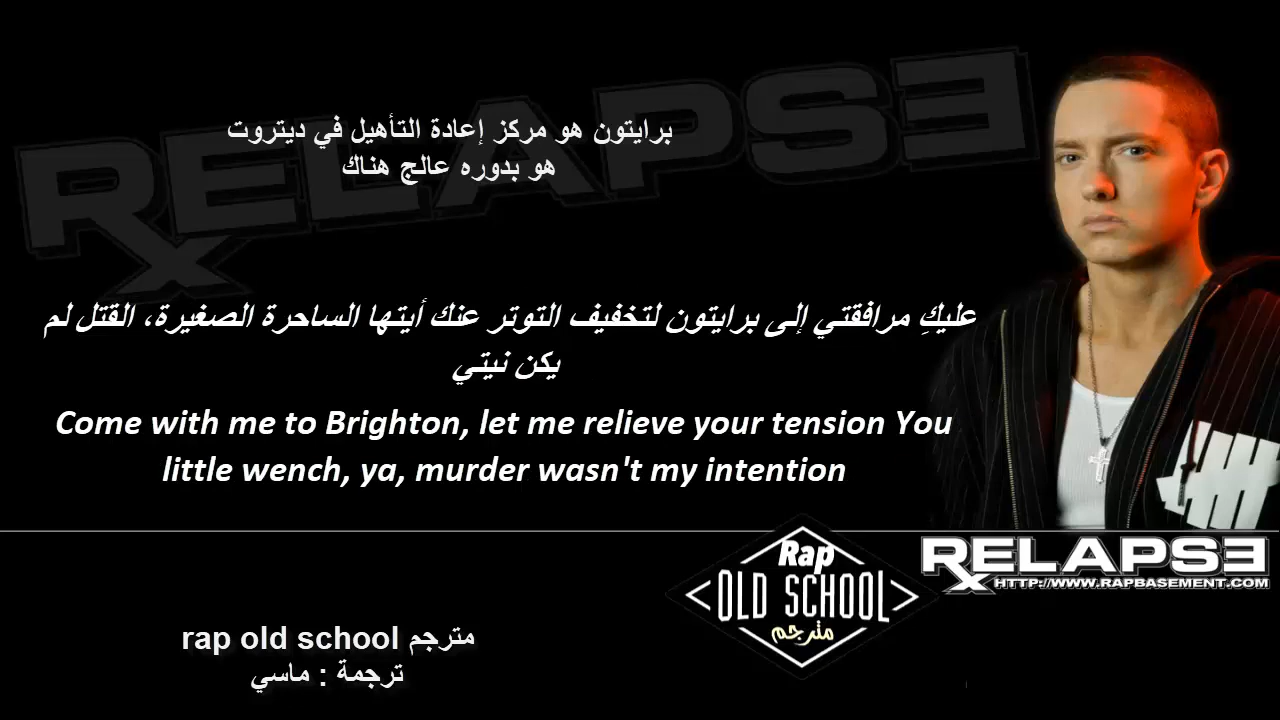 RELAPSE
Rx
برايتون هو مركز إعادة التأهيل في ديتروت
هو بدوره عالج هناك
عليكِ مرافقتي إلى برايتون لتخفيف التوتر عنك أيتها الساحرة الصغيرة، القتل لم
يكن نيتي
Come with me to Brighton, let me relieve your tension You
little wench, ya, murder wasn't my intention
Rap
OLD SCHOOL
مترجم
RELAPSE
Rx
HTTP://WWW.RAPBASEMENT.COM
rap old school مترجم
ترجمة : ماسي